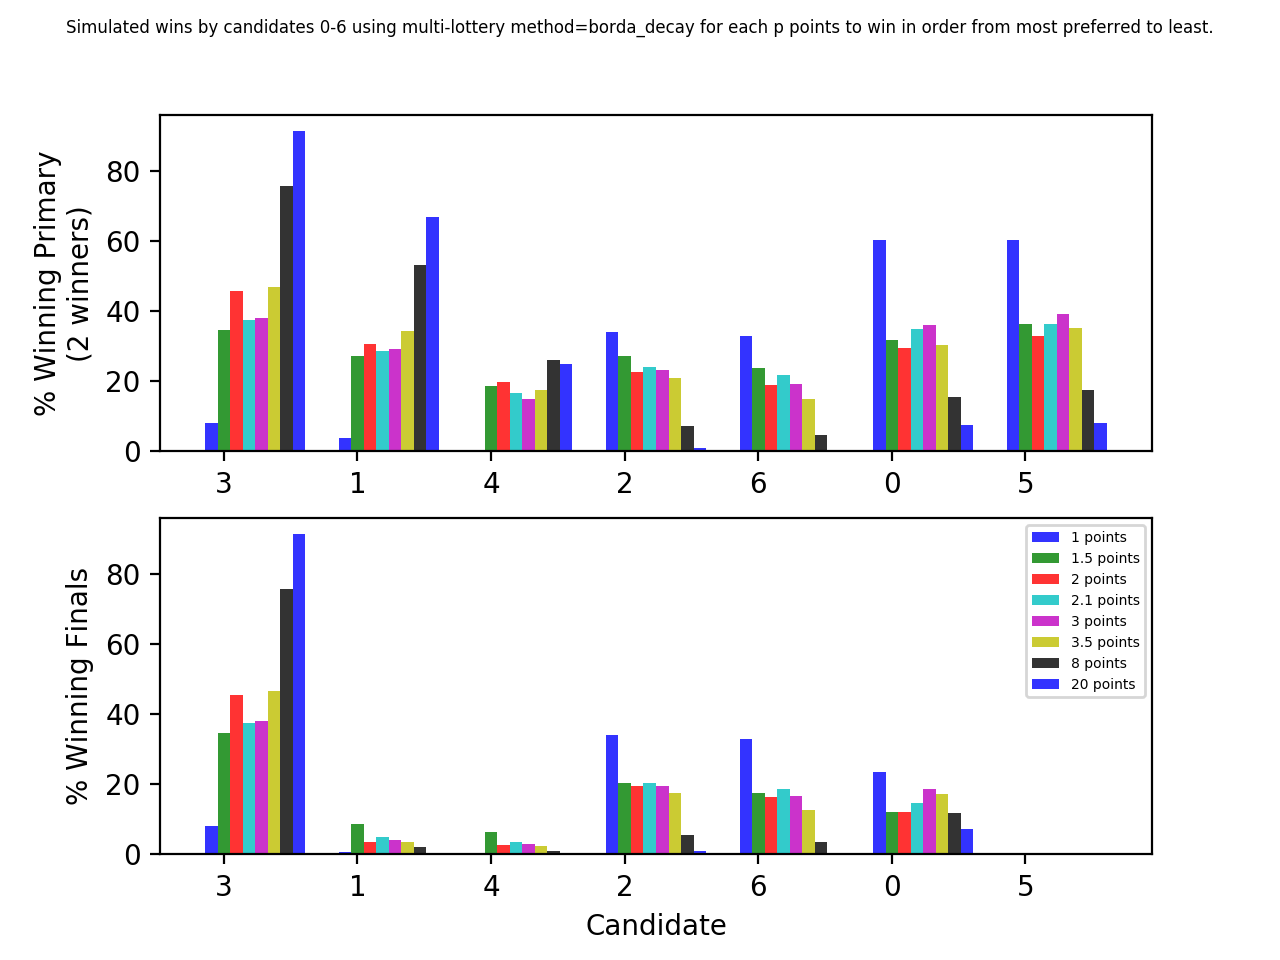 Simulated wins by candidates 0-6 using multi-lottery method=borda_decay for each p points to win in order from most preferred to least.
% Winning Primary
(2 winners)
80
60
40
20
0
3 1 4 2 6 0 5
% Winning Finals
80
60
40
20
0
1 points
1.5 points
2 points
2.1 points
3 points
3.5 points
8 points
20 points
3 1 4 2 6 0 5
Candidate